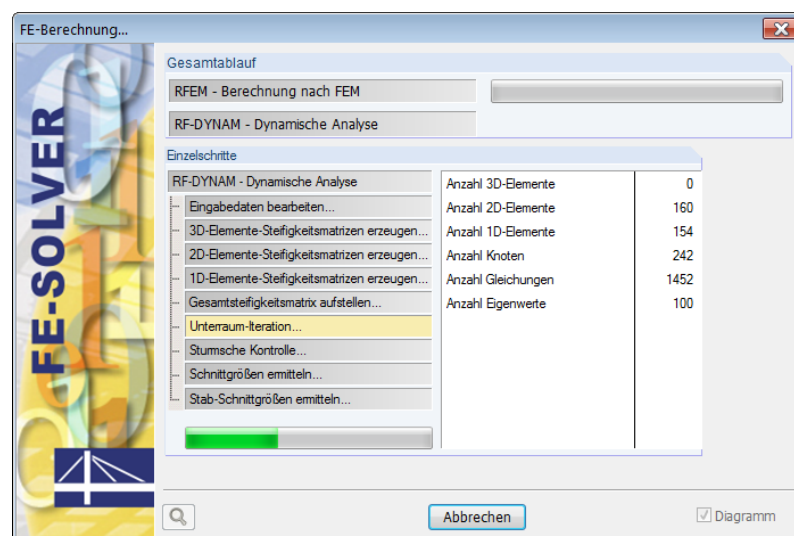 FE-Berechnung...
FE-SOLVER
Gesamtablauf
RFEM - Berechnung nach FEM
RF-DYNAM - Dynamische Analyse
Einzelschritte
RF-DYNAM - Dynamische Analyse
Eingabedaten bearbeiten...
3D-Elemente-Steifigkeitsmatrizen erzeugen...
2D-Elemente-Steifigkeitsmatrizen erzeugen...
1D-Elemente-Steifigkeitsmatrizen erzeugen...
Gesamtsteifigkeitsmatrix aufstellen...
Unterraum-Iteration...
Sturmsche Kontrolle...
Schnittgrößen ermitteln...
Stab-Schnittgrößen ermitteln...
Anzahl 3D-Elemente 0
Anzahl 2D-Elemente 160
Anzahl 1D-Elemente 154
Anzahl Knoten 242
Anzahl Gleichungen 1452
Anzahl Eigenwerte 100
Abbrechen
Diagramm